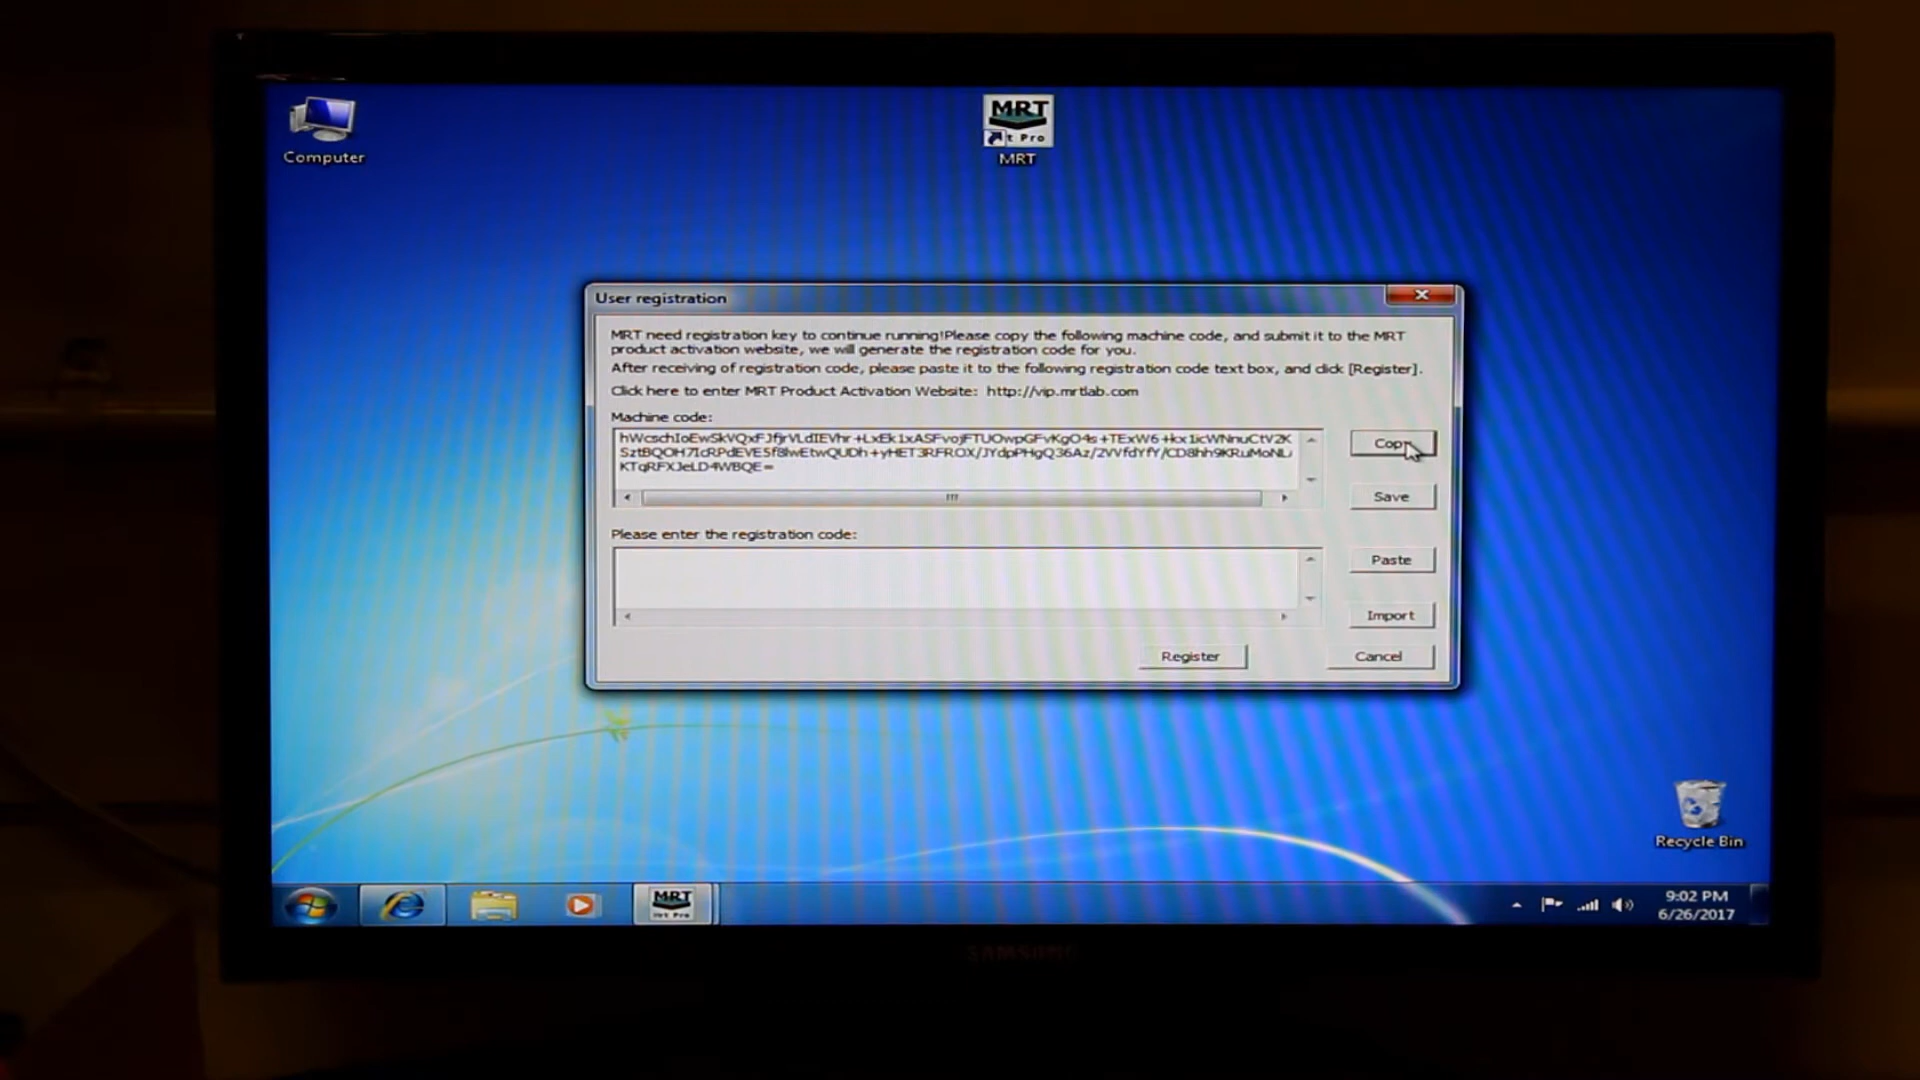 Computer
MRT
t Pro
MRT
User registration
MRT need registration key to continue running!Please copy the following machine code, and submit it to the MRT
product activation website, we will generate the registration code for you.
After receiving of registration code, please paste it to the following registration code text box, and click [Register].
Click here to enter MRT Product Activation Website: http://vip.mrtlab.com
Machine code:
Copy
Save
Please enter the registration code:
Paste
Import
Register
Cancel
Recycle Bin
MRT
Pro
9:02 PM
6/26/2017
SAMSUNG